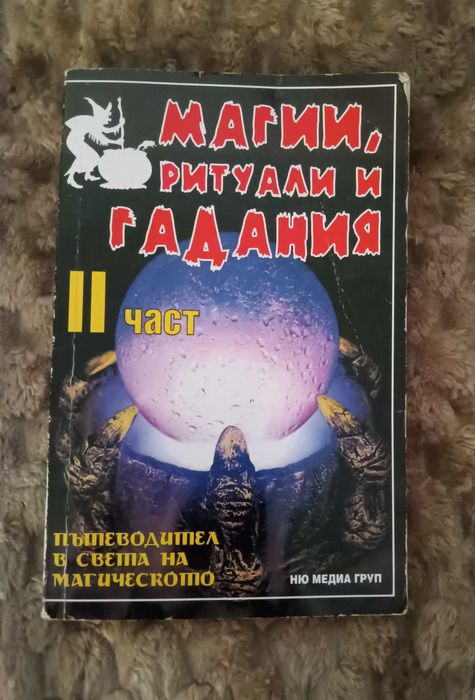 МАГИИ,
РИТУАЛИ И
ГАДАНИЯ
II част
ПЪТЕВОДИТЕЛ
В СВЕТА НА
МАГИЧЕСКОТО
НЮ МЕДИА ГРУП